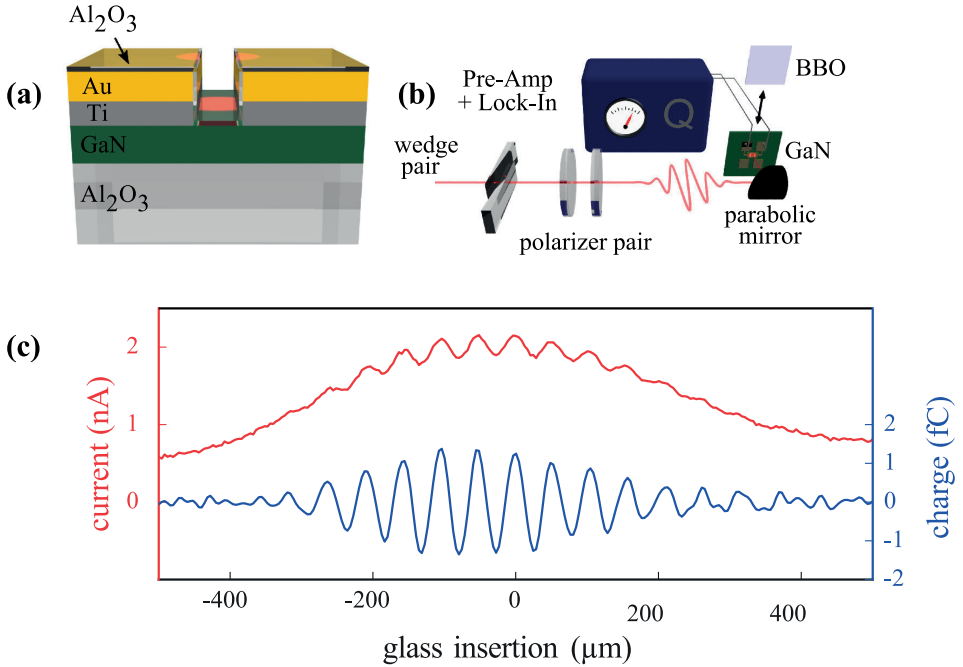 (a)
Al2O3
Au
Ti
GaN
Al2O3
(b)
Pre-Amp
+ Lock-In
Q
BBO
GaN
wedge
pair
polarizer pair
parabolic
mirror
(c)
current (nA)
2
1
0
charge (fC)
2
1
0
-1
-2
-400
-200
0
200
400
glass insertion (µm)